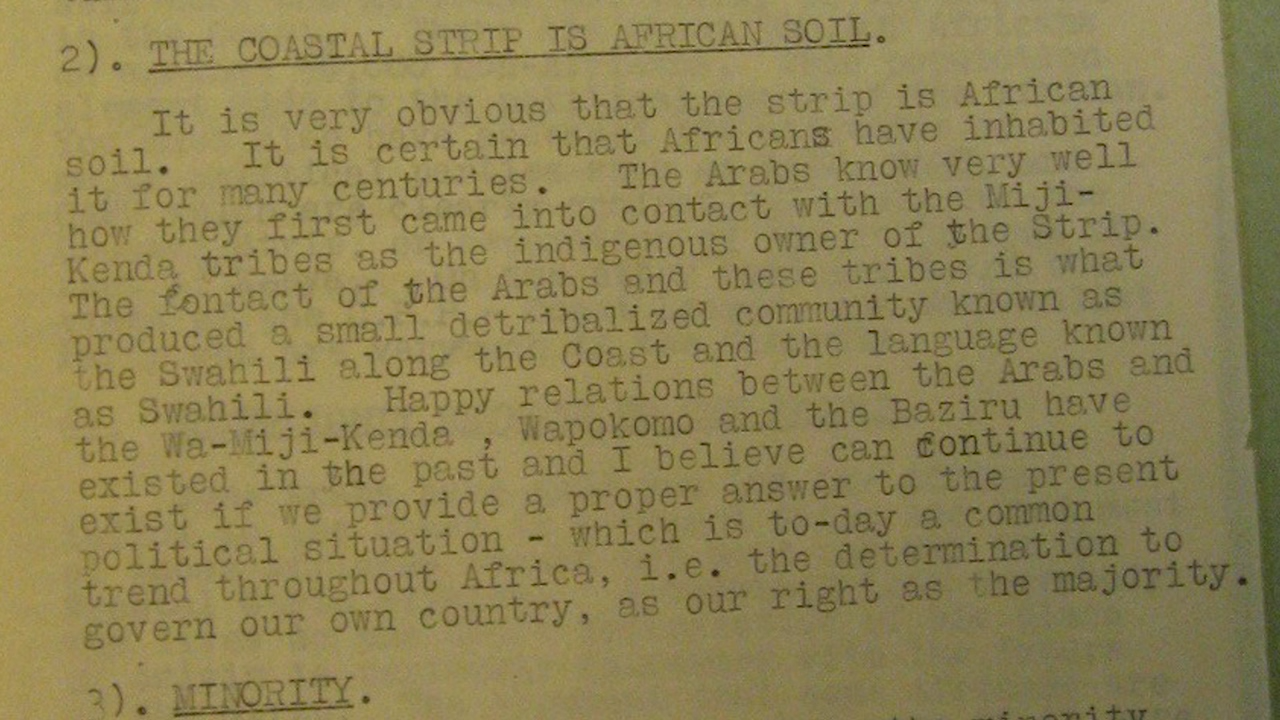 2). THE COASTAL STRIP IS AFRICAN SOIL.
It is very obvious that the strip is African
soil. It is certain that Africans have inhabited
it for many centuries. The Arabs know very well
how they first came into contact with the Miji-
Kenda tribes as the indigenous owner of the Strip.
The contact of the Arabs and these tribes is what
produced a small detribalized community known as
the Swahili along the Coast and the language known
as Swahili. Happy relations between the Arabs and
the Wa-Miji-Kenda , Wapokomo and the Baziru have
existed in the past and I believe can continue to
exist if we provide a proper answer to the present
political situation - which is to-day a common
trend throughout Africa, i.e. the determination to
govern our own country, as our right as the majority.
3). MINORITY.
minority